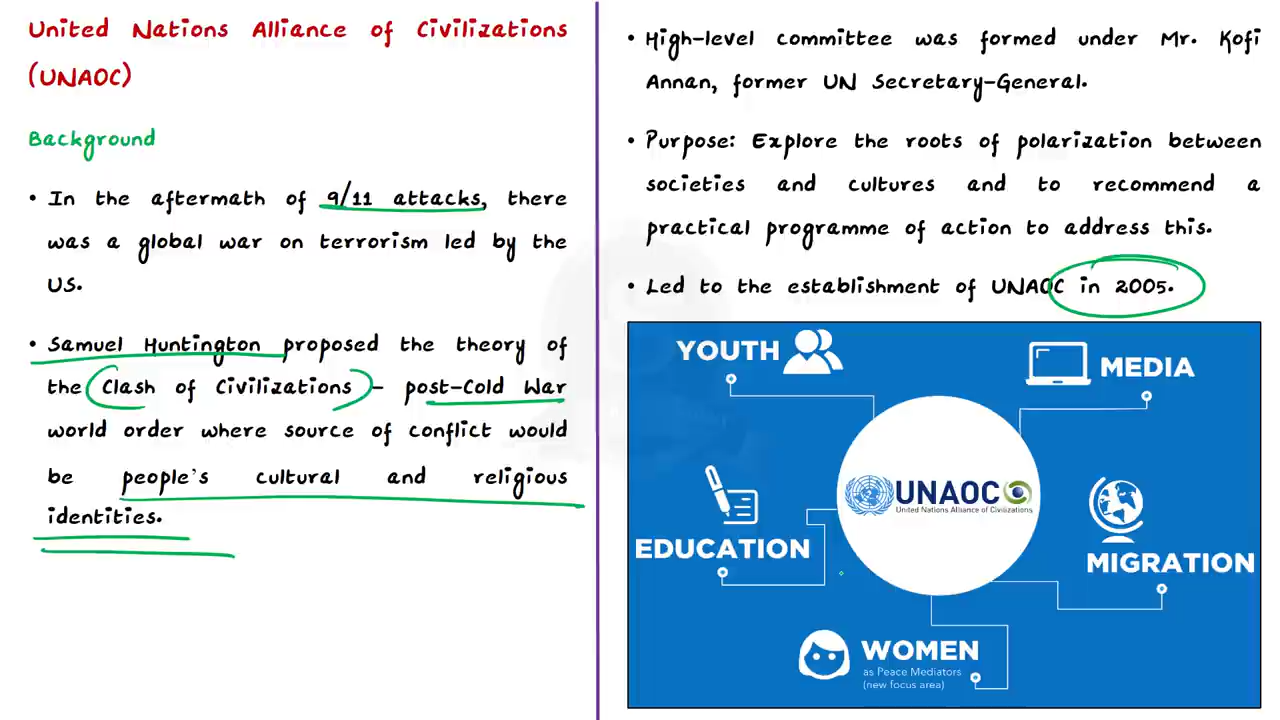 United Nations Alliance of Civilizations
(UNAOC)
Background
• In the aftermath of 9/11 attacks, there
was a global war on terrorism led by the
US.
• Samuel Huntington proposed the theory of
the Clash of Civilizations – post-Cold War
world order where source of conflict would
be people's cultural and religious
identities.
• High-level committee was formed under Mr. Kofi
Annan, former UN Secretary-General.
• Purpose: Explore the roots of polarization between
societies and cultures and to recommend a
practical programme of action to address this.
• Led to the establishment of UNAOC in 2005.
YOUTH
MEDIA
UNAOC
United Nations Alliance of Civilizations
EDUCATION
MIGRATION
WOMEN
as Peace Mediators
(new focus area)